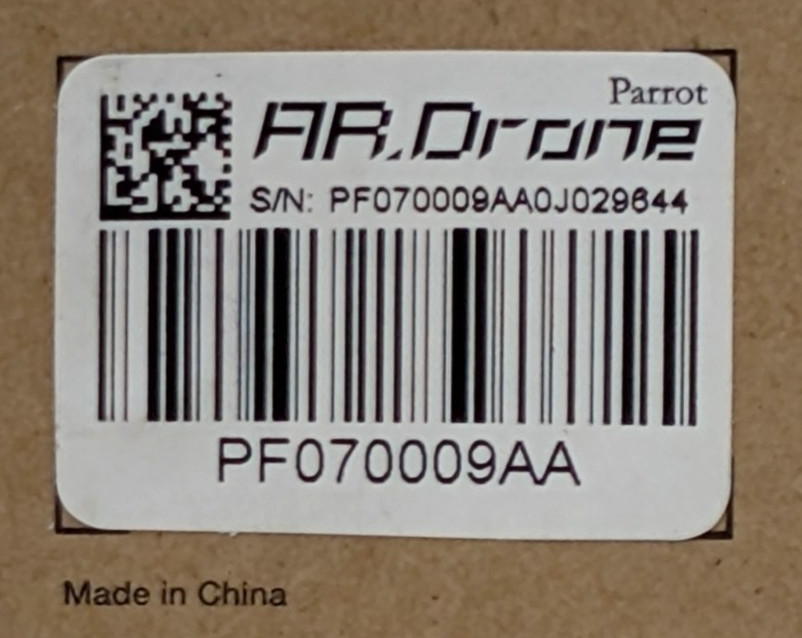 Parrot
AR.Drone
S/N: PF070009AA0J029644
PF070009AA
Made in China